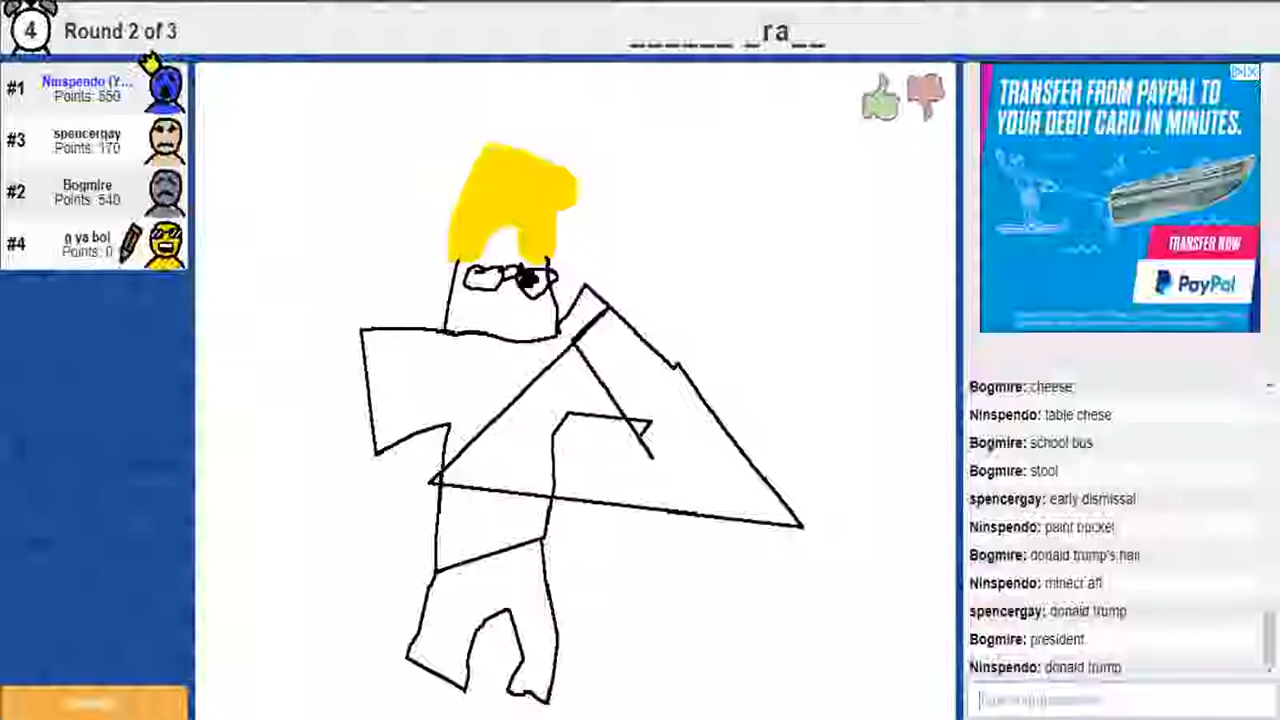 4
Round 2 of 3
______ _ra__
#1
Ninspendo (Y...
Points: 550
#3
spencergay
Points: 170
#2
Bogmire
Points: 540
#4
g ya boi
Points: 0
TRANSFER FROM PAYPAL TO
YOUR DEBIT CARD IN MINUTES.
TRANSFER NOW
PayPal
Bogmire: cheese
Ninspendo: table chese
Bogmire: school bus
Bogmire: stool
spencergay: early dismissal
Ninspendo: paint bucket
Bogmire: donald trump's hair
Ninspendo: minecraft
spencergay: donald trump
Bogmire: president
Ninspendo: donald trump